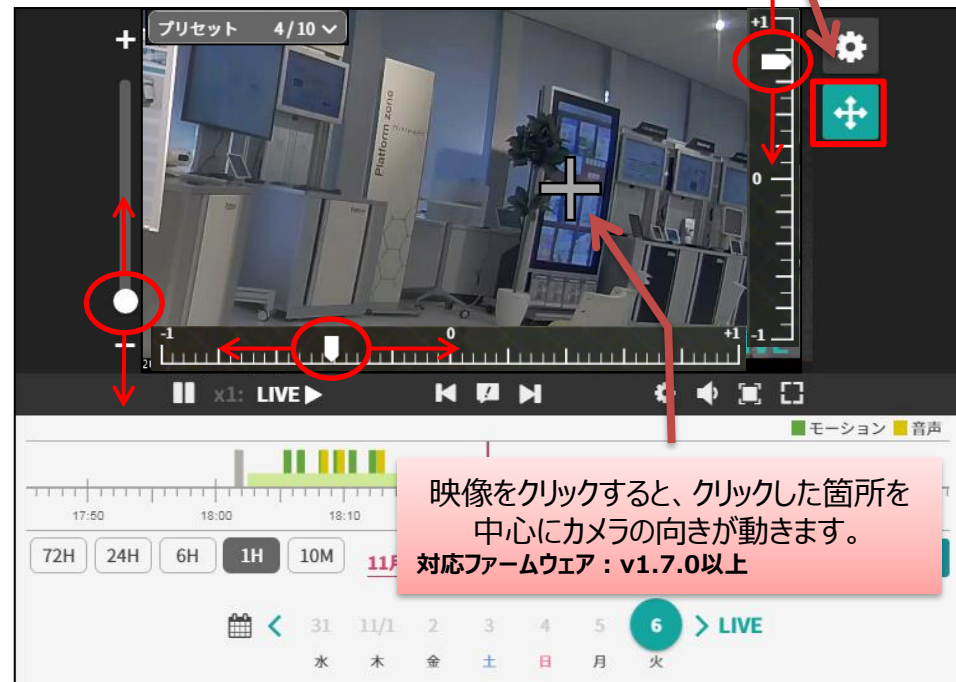 プリセット 4/10
+1
+
Platform zone
0
-1 0 +1 -1
−
x1: LIVE
モーション 音声
17:50 18:00 18:10
映像をクリックすると、クリックした箇所を
中心にカメラの向きが動きます。
対応ファームウェア：v1.7.0以上
72H 24H 6H 1H 10M 11月
31 11/1 2 3 4 5 6 LIVE
水 木 金 土 日 月 火